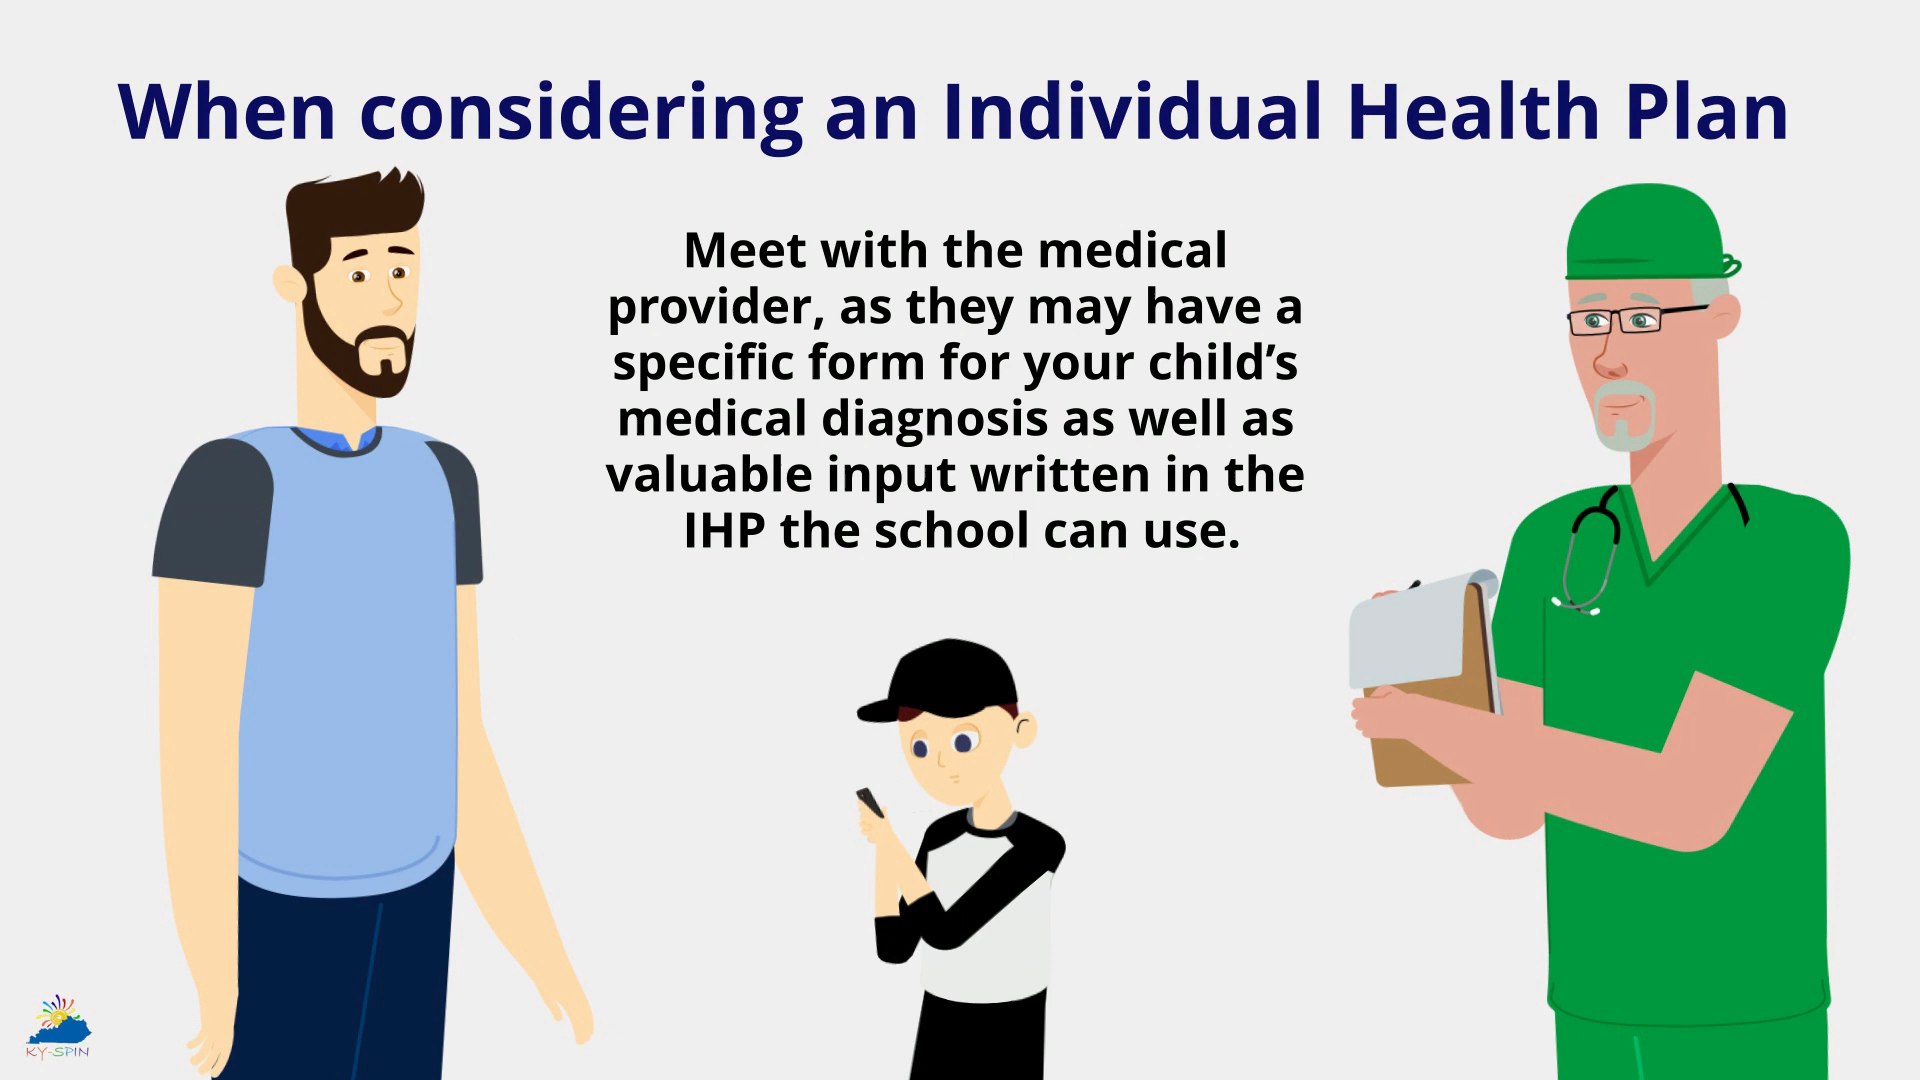 When considering an Individual Health Plan
Meet with the medical
provider, as they may have a
specific form for your child’s
medical diagnosis as well as
valuable input written in the
IHP the school can use.
KY-SPIN